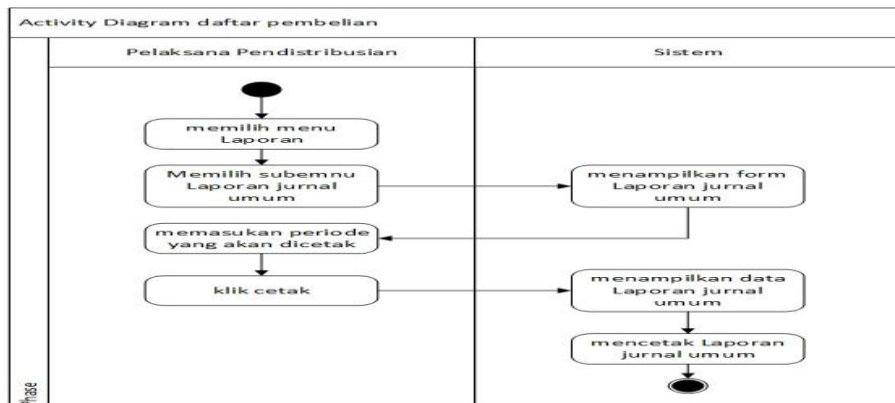 Activity Diagram daftar pembelian
Pelaksana Pendistribusian
Sistem
memilih menu
Laporan
Memilih subemnu
Laporan jurnal
umum
menampilkan form
Laporan jurnal
umum
memasukan periode
yang akan dicetak
klik cetak
menampilkan data
Laporan jurnal
umum
mencetak Laporan
jurnal umum